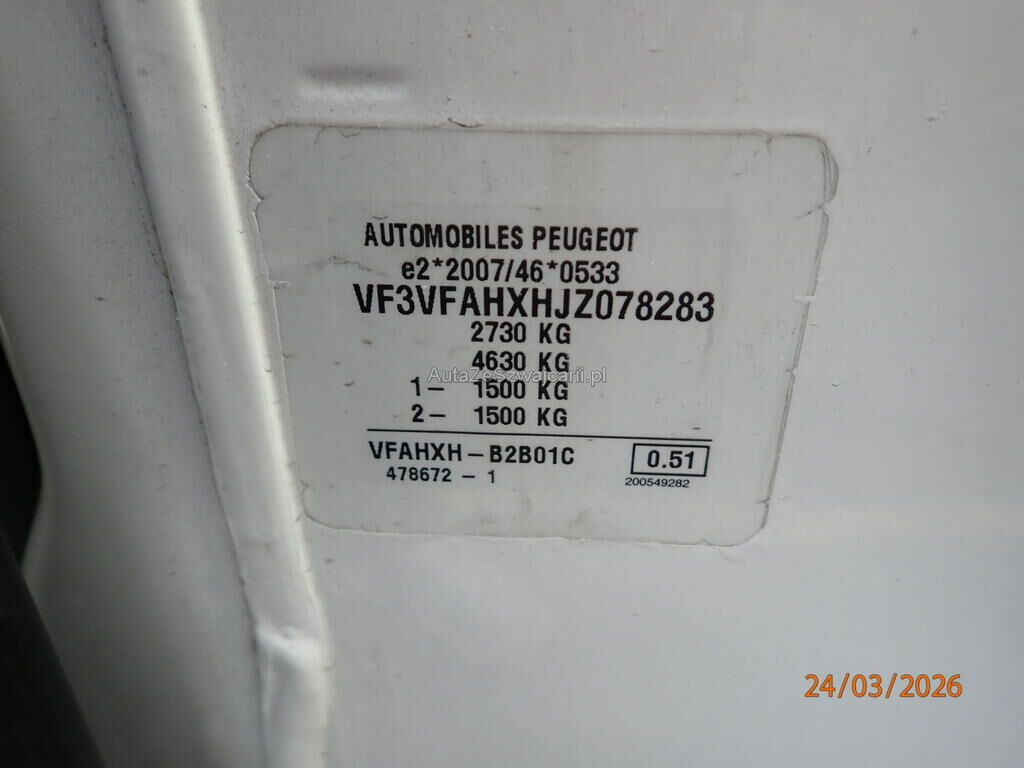 AUTOMOBILES PEUGEOT
e2*2007/46*0533
VF3VFAHXHJZ078283
2730 KG
4630 KG
AutaZeSzwajcarii.pl
1- 1500 KG
2- 1500 KG
VFAHXH-B2B01C
0.51
478672-1
200549282
24/03/2026